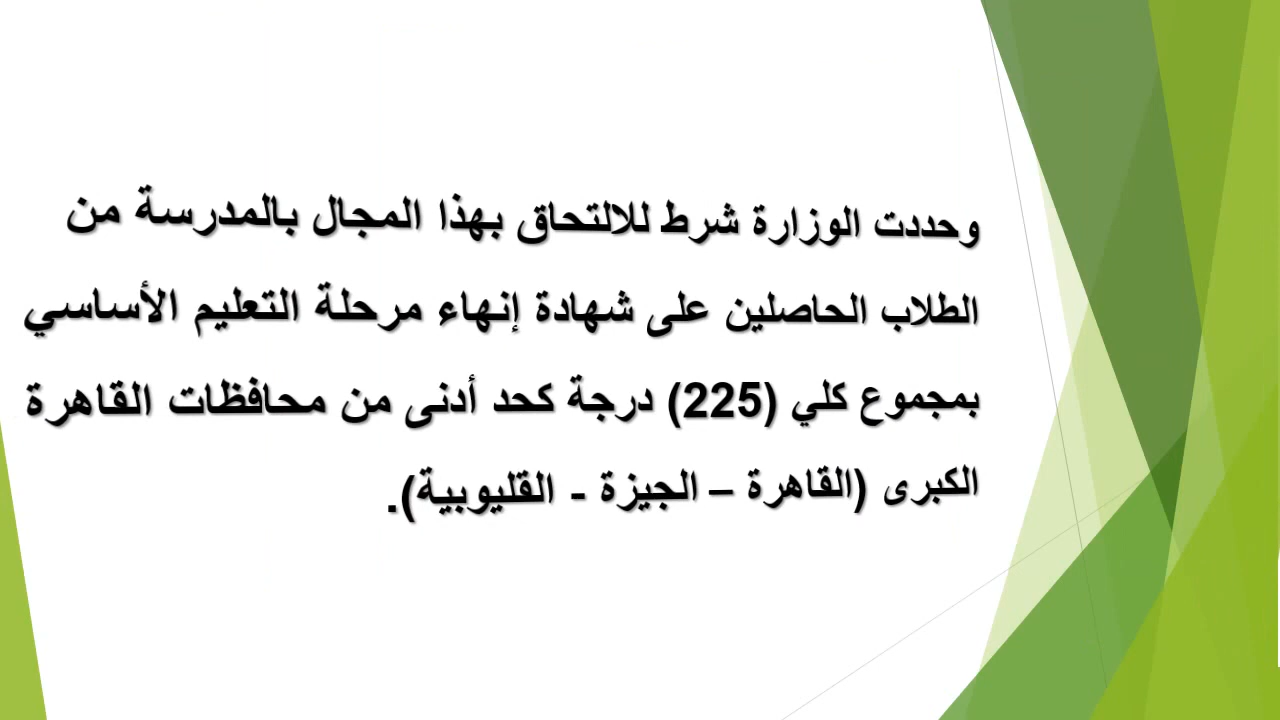 وحددت الوزارة شرط للالتحاق بهذا المجال بالمدرسة من
الطلاب الحاصلين على شهادة إنهاء مرحلة التعليم الأساسي
بمجموع كلي (225) درجة كحد أدنى من محافظات القاهرة
الكبرى (القاهرة – الجيزة - القليوبية).